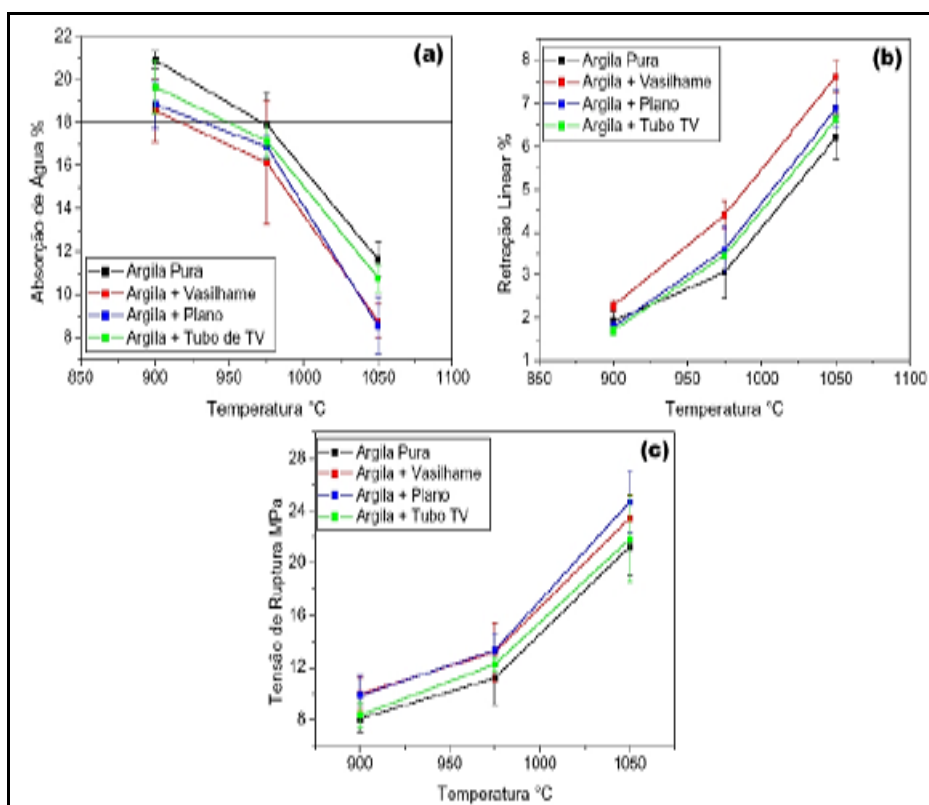 (a)
Argila Pura
Argila + Vasilhame
Argila + Plano
Argila + Tubo de TV
Absorção de Água %
22
20
18
16
14
12
10
8
850 900 950 1000 1050 1100
Temperatura °C
(b)
Argila Pura
Argila + Vasilhame
Argila + Plano
Argila + Tubo TV
Retração Linear %
8
7
6
5
4
3
2
1
850 900 950 1000 1050 1100
Temperatura °C
(c)
Argila Pura
Argila + Vasilhame
Argila + Plano
Argila + Tubo TV
Tensão de Ruptura MPa
28
24
20
16
12
8
900 950 1000 1050
Temperatura °C